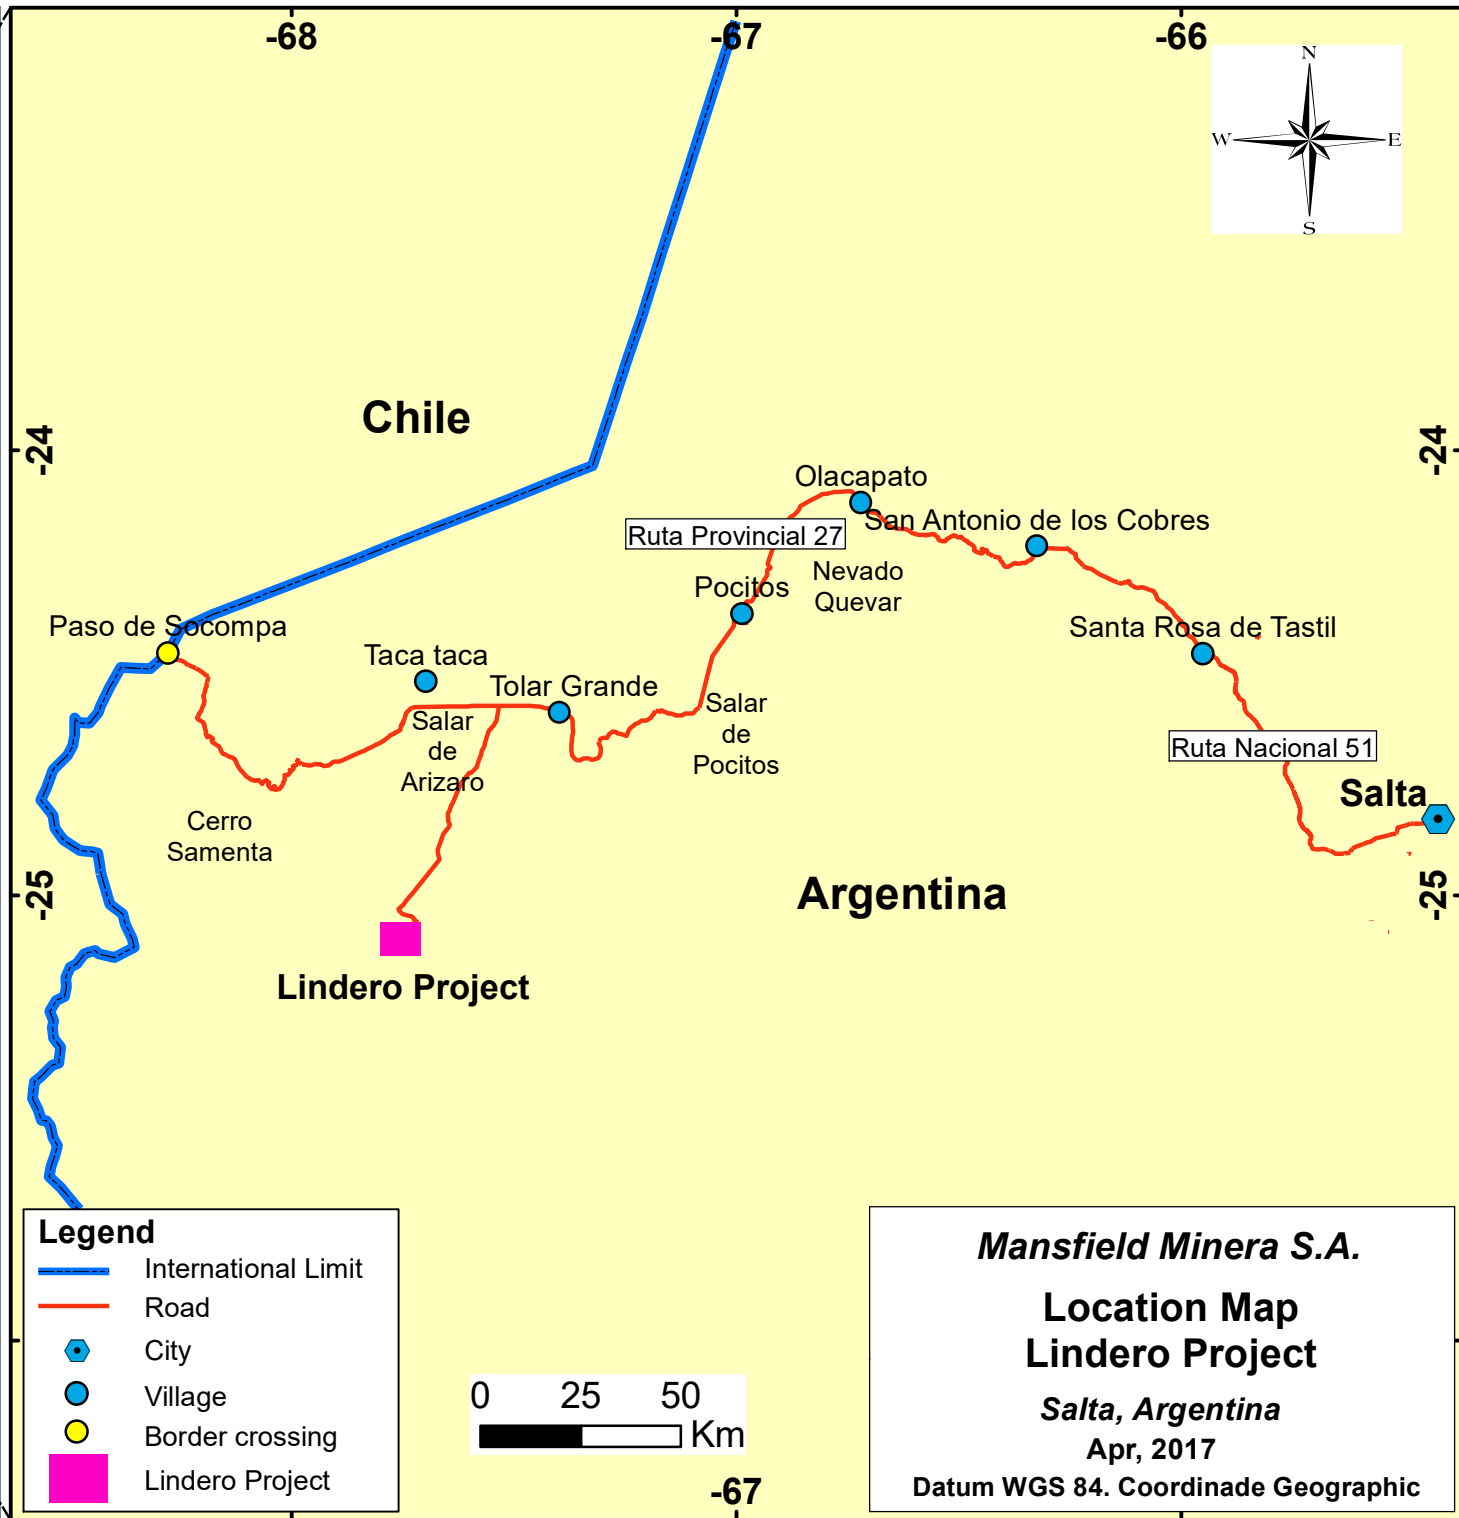 -68
-67
-66
N
W
E
S
Chile
-24
-24
Olacapato
San Antonio de los Cobres
Ruta Provincial 27
Nevado
Quevar
Pocitos
Paso de Socompa
Santa Rosa de Tastil
Taca taca
Tolar Grande
Salar
de
Pocitos
Salar
de
Arizaro
Ruta Nacional 51
Salta
Cerro
Samenta
Argentina
-25
-25
Lindero Project
Legend
International Limit
Road
City
Village
Border crossing
Lindero Project
0 25 50
Km
-67
Mansfield Minera S.A.
Location Map
Lindero Project
Salta, Argentina
Apr, 2017
Datum WGS 84. Coordinade Geographic